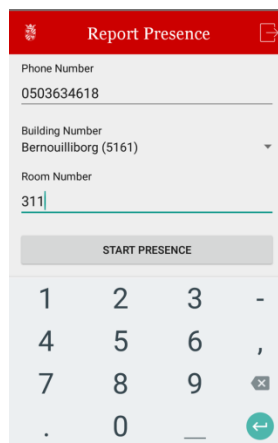 Report Presence
Phone Number
0503634618
Building Number
Bernouilliborg (5161)
Room Number
311
START PRESENCE
1 2 3 -
4 5 6 ,
7 8 9
. 0 _